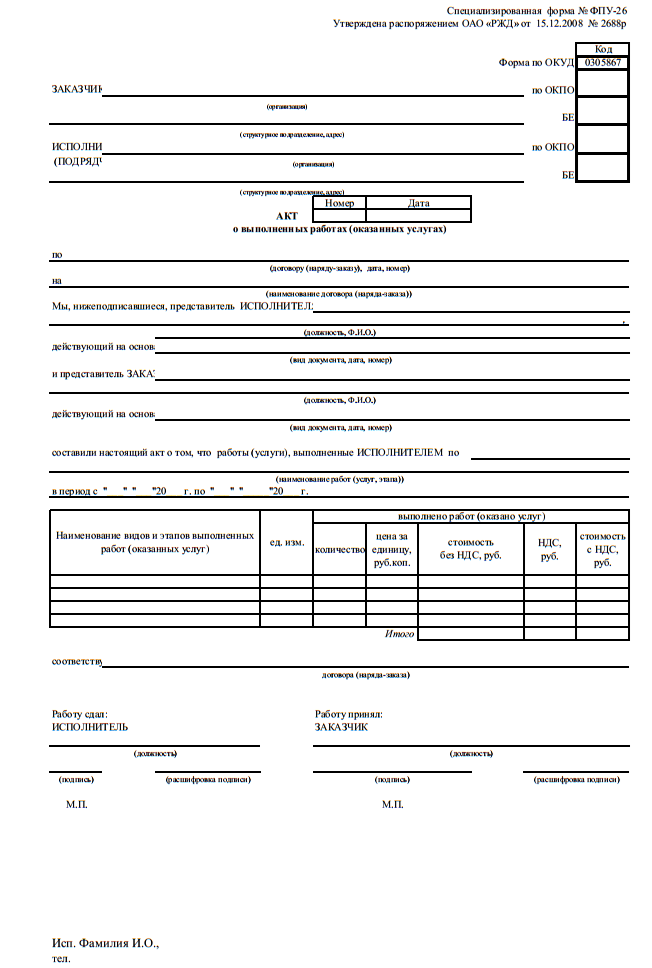 Специализированная форма № ФПУ-26
Утверждена распоряжением ОАО «РЖД» от 15.12.2008 № 2688р
Код
Форма по ОКУД 0305867
ЗАКАЗЧИК по ОКПО
(организация)
БЕ
(структурное подразделение, адрес)
ИСПОЛНИ по ОКПО
(ПОДРЯДЧ
(организация)
БЕ
(структурное подразделение, адрес)
Номер Дата
АКТ
о выполненных работах (оказанных услугах)
по
(договору (наряду-заказу), дата, номер)
на
(наименование договора (наряда-заказа))
Мы, нижеподписавшиеся, представитель ИСПОЛНИТЕЛ
,
(должность, Ф.И.О.)
действующий на основа
(вид документа, дата, номер)
и представитель ЗАКАЗ
(должность, Ф.И.О.)
действующий на основа
(вид документа, дата, номер)
составили настоящий акт о том, что работы (услуги), выполненные ИСПОЛНИТЕЛЕМ по
(наименование работ (услуг, этапа))
в период с " " " "20 г. по " " " "20 г.
выполнено работ (оказано услуг)
Наименование видов и этапов выполненных работ (оказанных услуг) ед. изм. количество цена за единицу, руб.коп. стоимость без НДС, руб. НДС, руб. стоимость с НДС, руб.
Итого
соответству
договора (наряда-заказа)
Работу сдал: Работу принял:
ИСПОЛНИТЕЛЬ ЗАКАЗЧИК
(должность) (должность)
(подпись) (расшифровка подписи) (подпись) (расшифровка подписи)
М.П. М.П.
Исп. Фамилия И.О.,
тел.